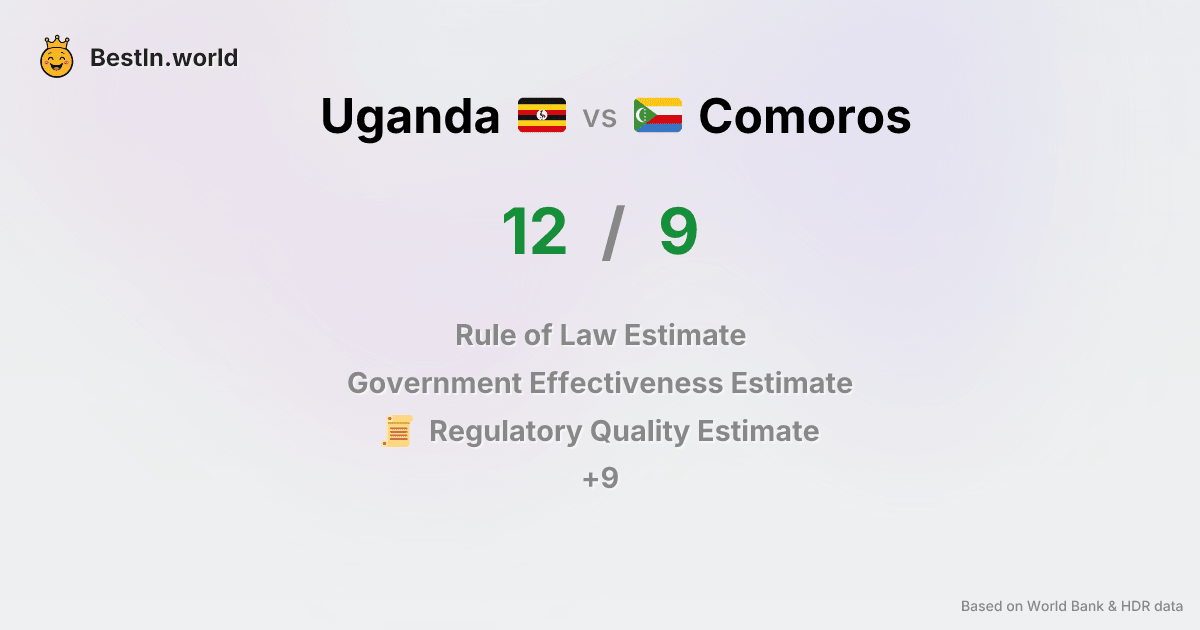 BestIn.world
Uganda vs Comoros
12 / 9
Rule of Law Estimate
Government Effectiveness Estimate
Regulatory Quality Estimate
+9
Based on World Bank & HDR data